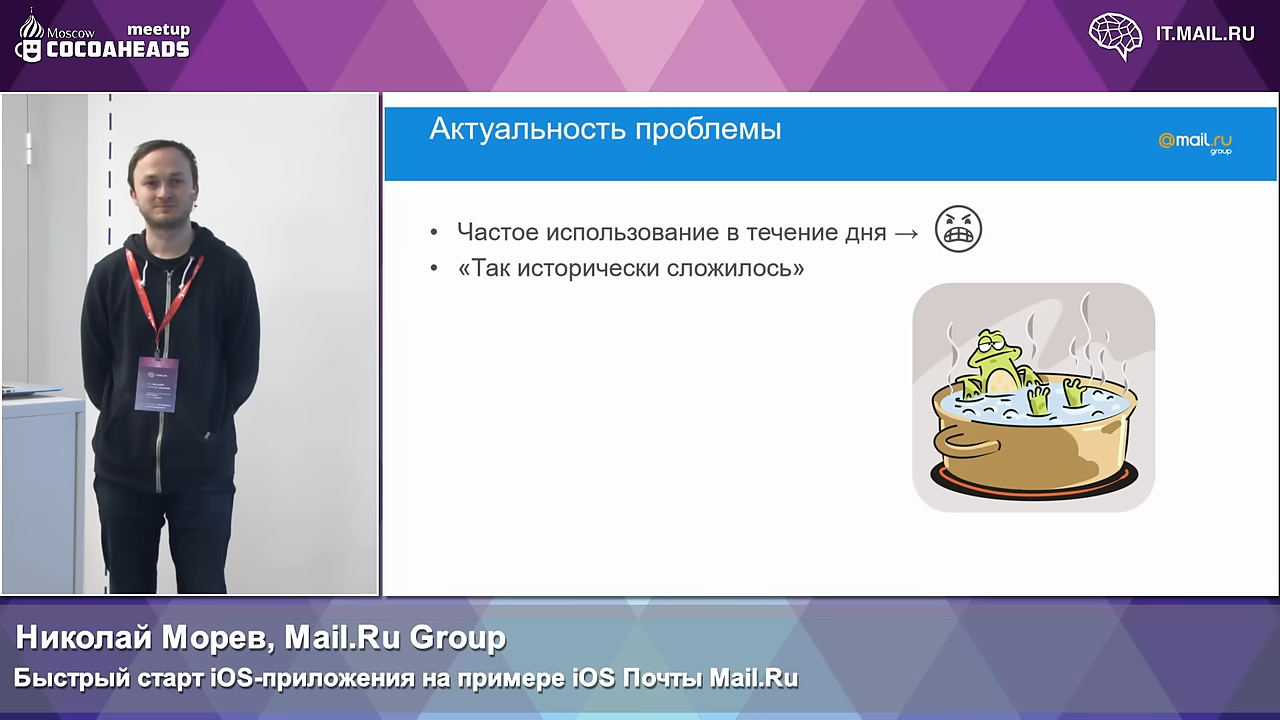 Moscow meetup
COCOAHEADS
IT.MAIL.RU
Актуальность проблемы
@mail.ru
group
• Частое использование в течение дня →
• «Так исторически сложилось»
Николай Морев, Mail.Ru Group
Быстрый старт iOS-приложения на примере iOS Почты Mail.Ru